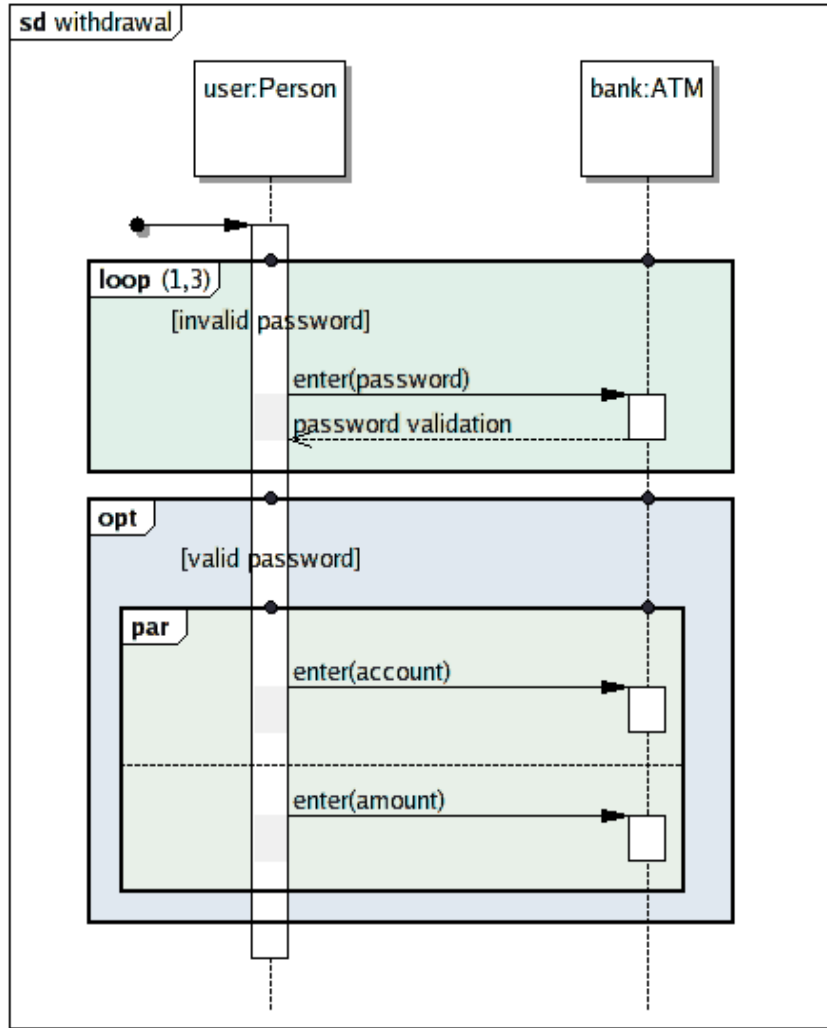 sd withdrawal
user:Person
bank:ATM
loop (1,3)
[invalid password]
enter(password)
password validation
opt
[valid password]
par
enter(account)
enter(amount)